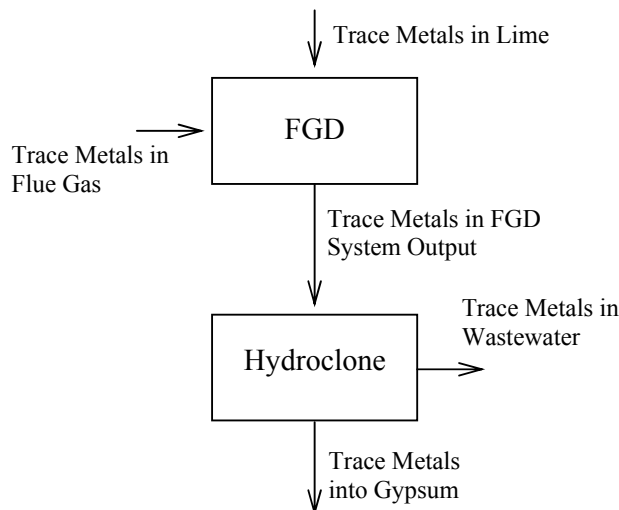 Trace Metals in Lime
FGD
Trace Metals in
Flue Gas
Trace Metals in FGD
System Output
Trace Metals in
Wastewater
Hydroclone
Trace Metals
into Gypsum